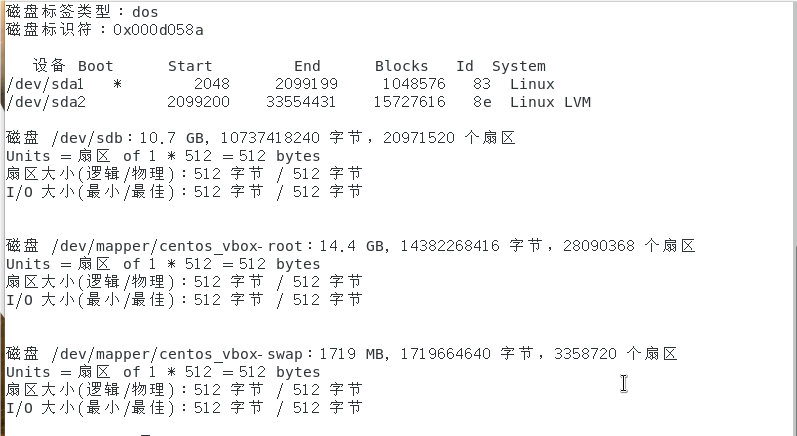 磁盘标签类型：dos
磁盘标识符：0x000d058a
设备 Boot Start End Blocks Id System
/dev/sda1 * 2048 2099199 1048576 83 Linux
/dev/sda2 2099200 33554431 15727616 8e Linux LVM
磁盘 /dev/sdb：10.7 GB, 10737418240 字节，20971520 个扇区
Units = 扇区 of 1 * 512 = 512 bytes
扇区大小(逻辑/物理)：512 字节 / 512 字节
I/O 大小(最小/最佳)：512 字节 / 512 字节
磁盘 /dev/mapper/centos_vbox-root：14.4 GB, 14382268416 字节，28090368 个扇区
Units = 扇区 of 1 * 512 = 512 bytes
扇区大小(逻辑/物理)：512 字节 / 512 字节
I/O 大小(最小/最佳)：512 字节 / 512 字节
磁盘 /dev/mapper/centos_vbox-swap：1719 MB, 1719664640 字节，3358720 个扇区
Units = 扇区 of 1 * 512 = 512 bytes
扇区大小(逻辑/物理)：512 字节 / 512 字节
I/O 大小(最小/最佳)：512 字节 / 512 字节